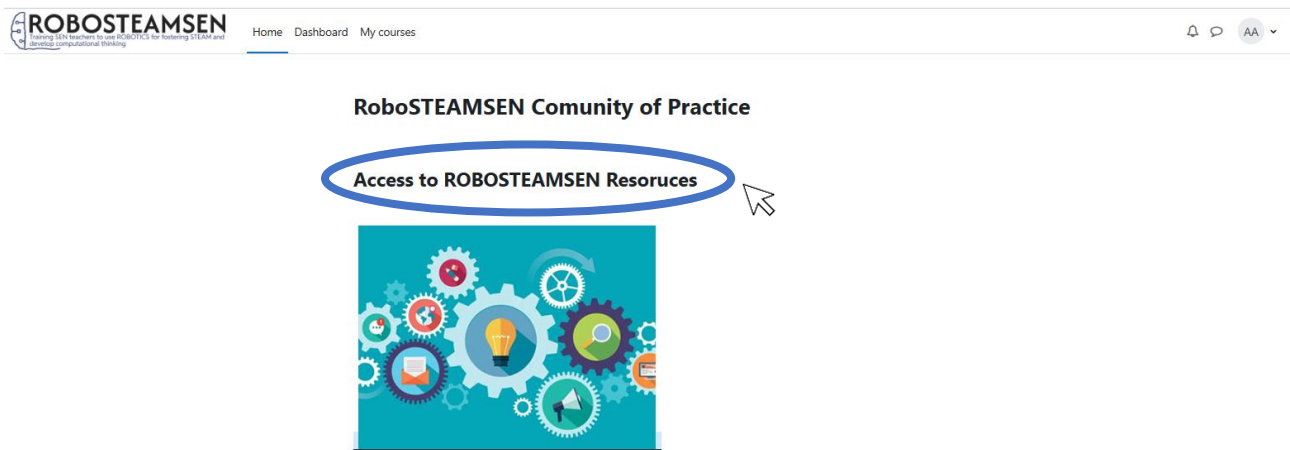 ROBOSTEAMSEN
Training SEN teachers to use ROBOTICS for fostering STEAM and
develop computational thinking
Home Dashboard My courses
AA
RoboSTEAMSEN Comunity of Practice
Access to ROBOSTEAMSEN Resoruces